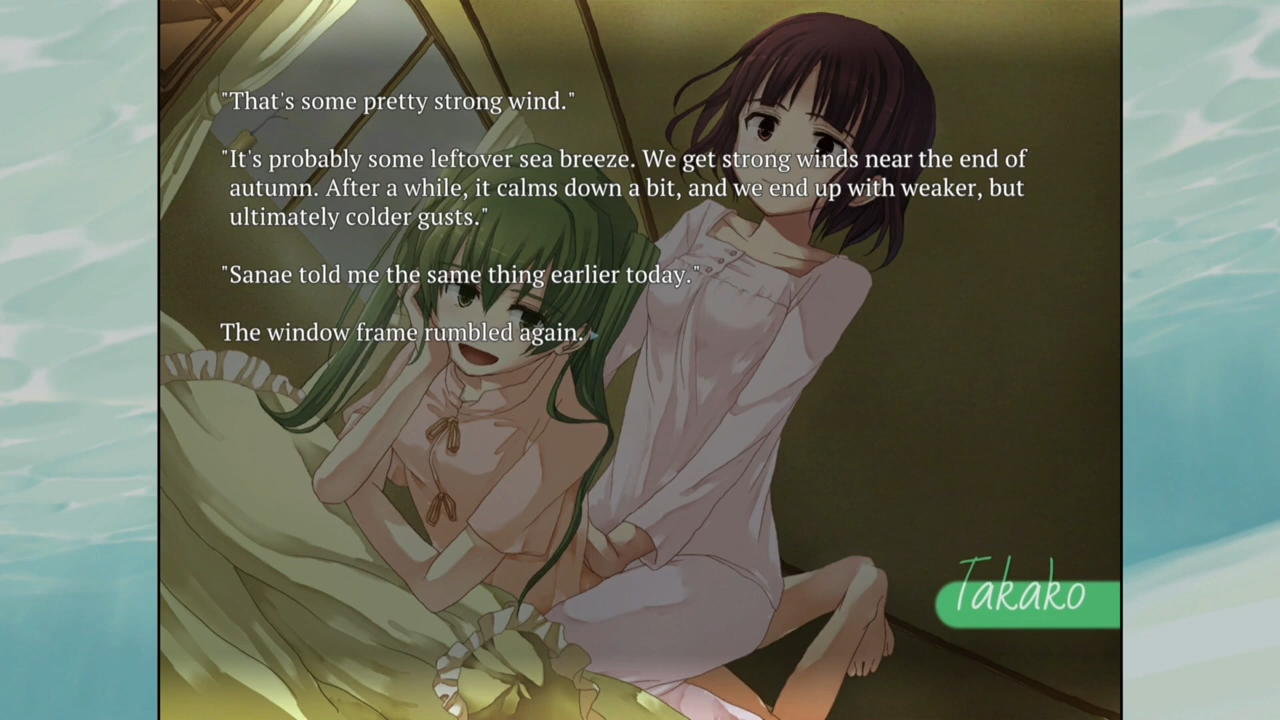 "That's some pretty strong wind."
"It's probably some leftover sea breeze. We get strong winds near the end of
autumn. After a while, it calms down a bit, and we end up with weaker, but
ultimately colder gusts."
"Sanae told me the same thing earlier today."
The window frame rumbled again.
Takako